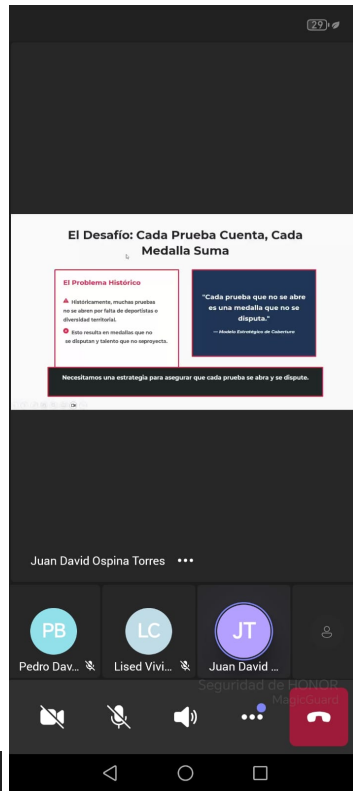 29
El Desafío: Cada Prueba Cuenta, Cada
Medalla Suma
El Problema Histórico
Históricamente, muchas pruebas
no se abren por falta de deportistas o
diversidad territorial.
Esto resulta en medallas que no
se disputan y talento que no seproyecta.
"Cada prueba que no se abre
es una medalla que no se
disputa."
— Modelo Estratégico de Cobertura
Necesitamos una estrategia para asegurar que cada prueba se abra y se dispute.
Juan David Ospina Torres
PB
LC
JT
Pedro Dav...
Lised Vivi...
Juan David ...
Seguridad de HONOR
MagicGuard